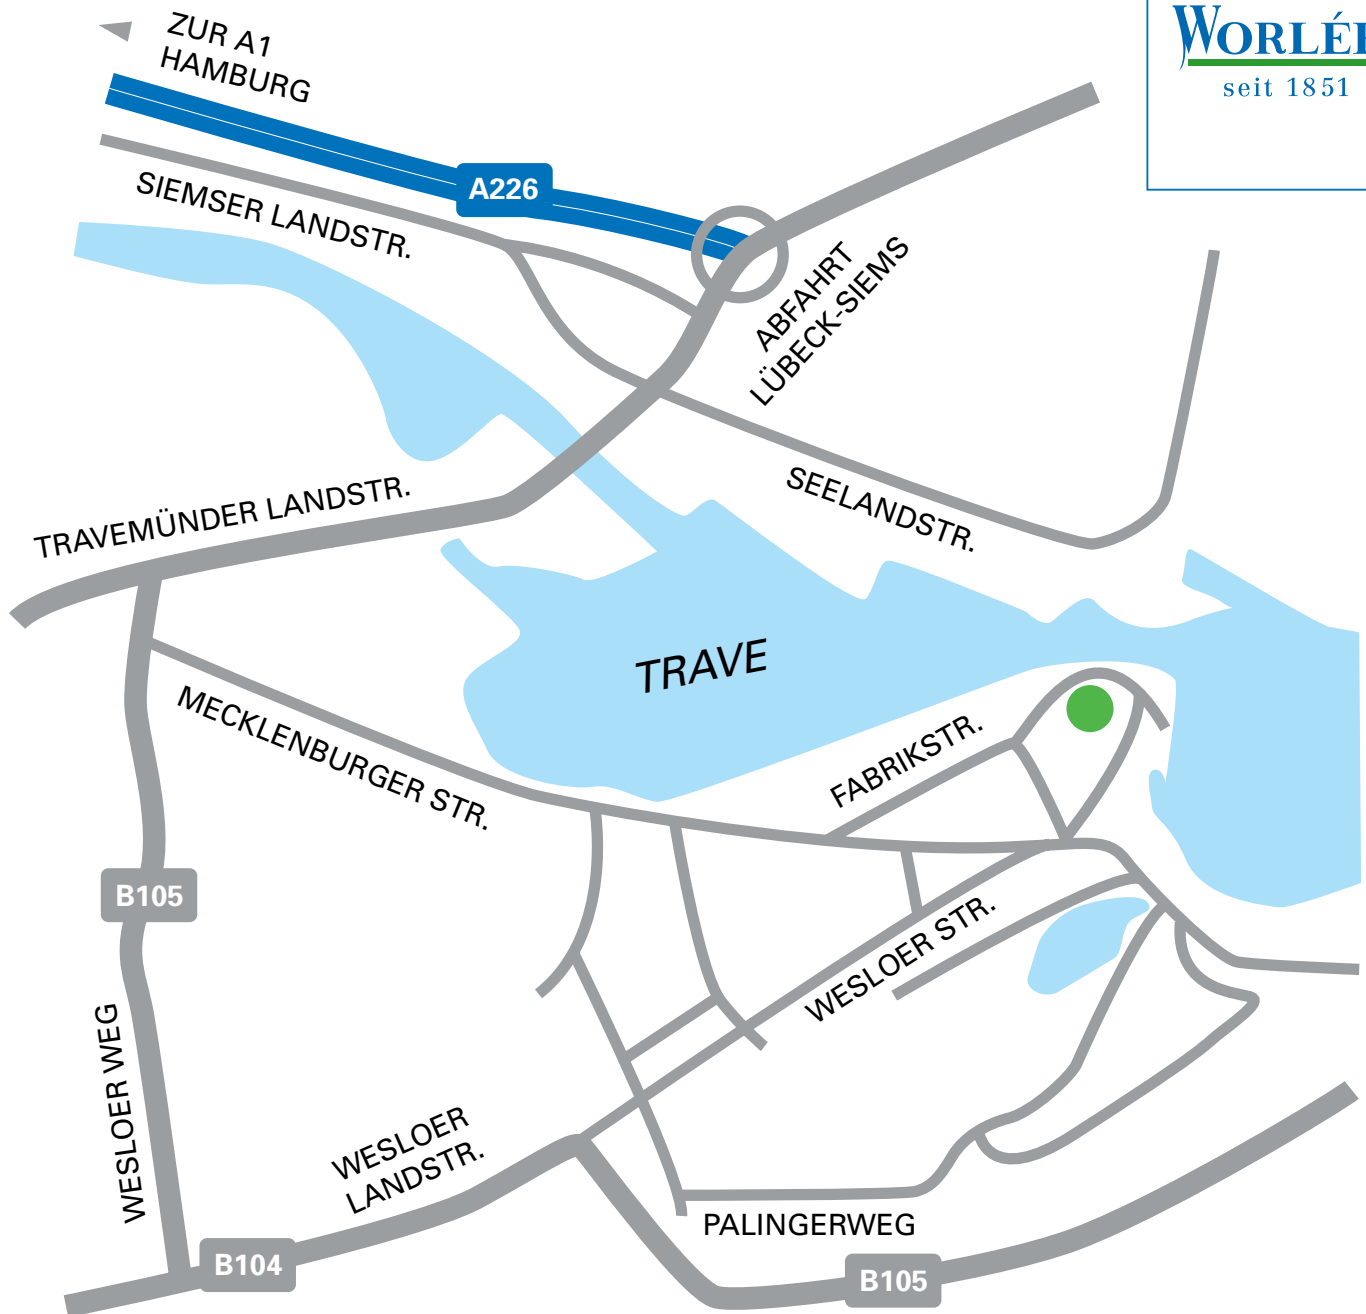 ZUR A1
HAMBURG
WORLÉE
seit 1851
A226
SIEMSER LANDSTR.
ABFAHRT
LÜBECK-SIEMS
TRAVEMÜNDER LANDSTR.
SEELANDSTR.
TRAVE
MECKLENBURGER STR.
FABRIKSTR.
B105
WESLOER STR.
WESLOER WEG
WESLOER
LANDSTR.
PALINGERWEG
B104
B105